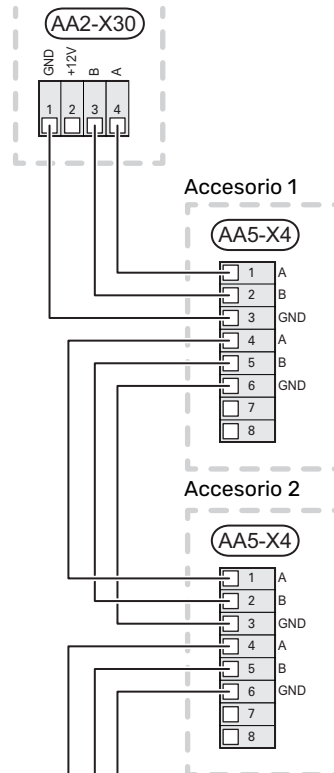 AA2-X30
GND +12V B A
1 2 3 4
Accesorio 1
AA5-X4
1 A
2 B
3 GND
4 A
5 B
6 GND
7
8
Accesorio 2
AA5-X4
1 A
2 B
3 GND
4 A
5 B
6 GND
7
8